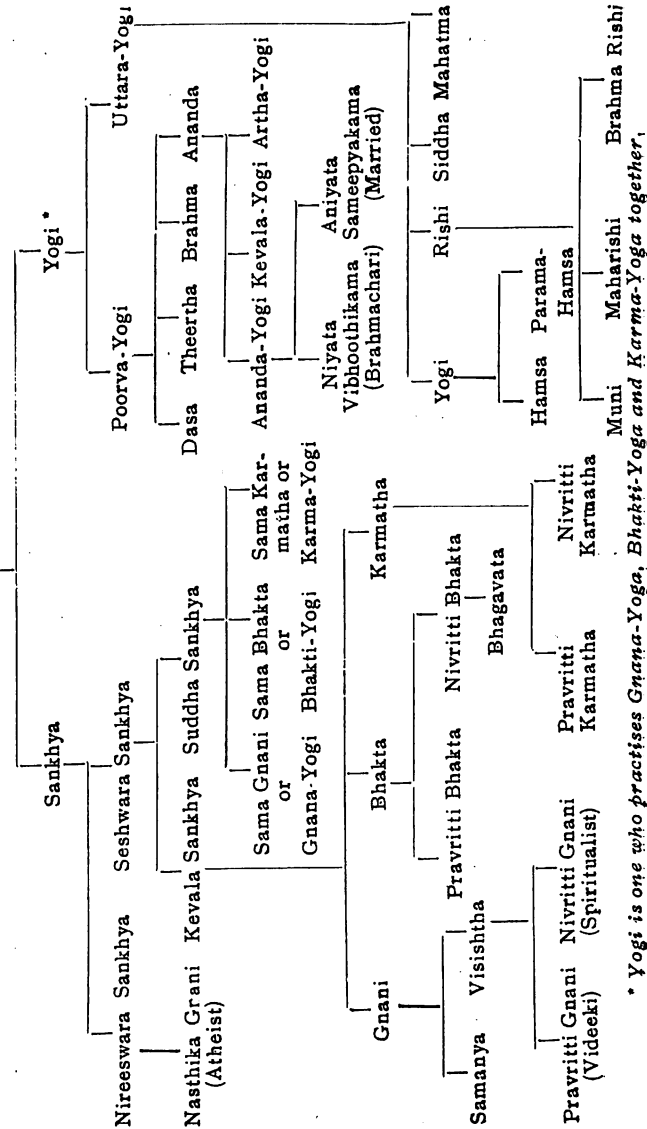 Sankhya Yogi *
Nireeswara Sankhya Seshwara Sankhya Poorva-Yogi Uttara-Yogi
Nasthika Grani Kevala Sankhya Suddha Sankhya Dasa Theertha Brahma Ananda
(Atheist)
Sama Gnani Sama Bhakta Sama Kar-
or or matha or
Gnana-Yogi Bhakti-Yogi Karma-Yogi
Ananda-Yogi Kevala-Yogi Artha-Yogi
Niyata Aniyata
Vibhoothikama Sameepyakama
(Brahmachari) (Married)
Gnani Bhakta Karmatha
Yogi Rishi Siddha Mahatma
Samanya Visishtha Pravritti Bhakta Nivritti Bhakta
Bhagavata
Hamsa Parama-
Hamsa
Pravritti Gnani Nivritti Gnani
(Videeki) (Spiritualist)
Pravritti Nivritti
Karmatha Karmatha
Muni Maharishi Brahma Rishi
* Yogi is one who practises Gnana-Yoga, Bhakti-Yoga and Karma-Yoga together,